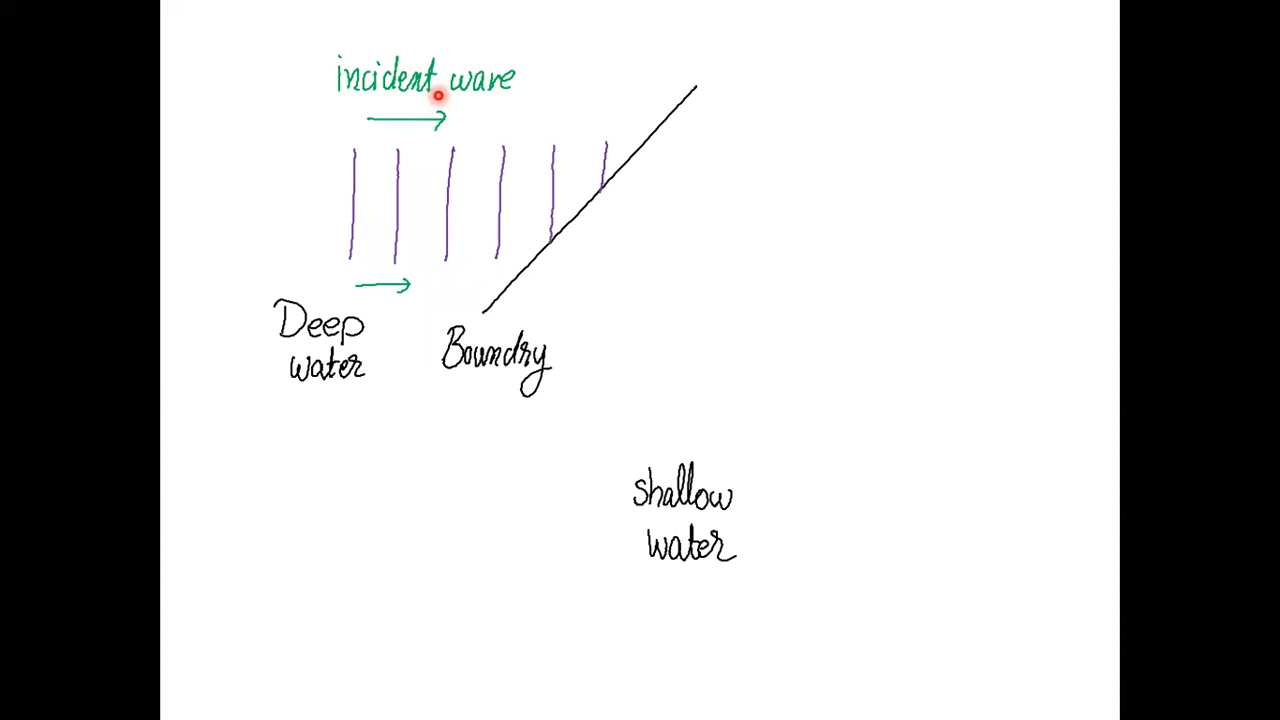 incident wave
Deep
water
Boundry
shallow
water